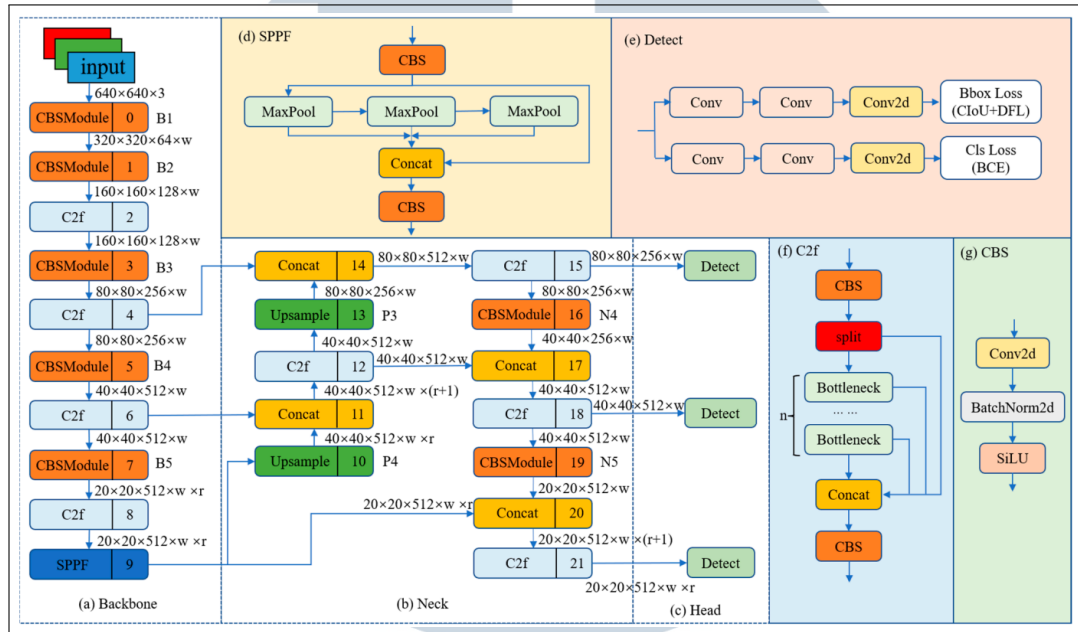 input
640×640×3
CBSModule 0 B1
320×320×64×w
CBSModule 1 B2
160×160×128×w
C2f 2
160×160×128×w
CBSModule 3 B3
80×80×256×w
C2f 4
80×80×256×w
CBSModule 5 B4
40×40×512×w
C2f 6
40×40×512×w
CBSModule 7 B5
20×20×512×w ×r
C2f 8
20×20×512×w ×r
SPPF 9
(a) Backbone
(d) SPPF
CBS
MaxPool MaxPool MaxPool
Concat
CBS
(e) Detect
Conv Conv Conv2d Bbox Loss
(CIoU+DFL)
Conv Conv Conv2d Cls Loss
(BCE)
Concat 14 80×80×512×w
80×80×256×w
Upsample 13 P3
40×40×512×w
C2f 12 40×40×512×w
40×40×512×w ×(r+1)
Concat 11
40×40×512×w ×r
Upsample 10 P4
20×20×512×w ×r
C2f 15 80×80×256×w
80×80×256×w
CBSModule 16 N4
40×40×256×w
Concat 17
40×40×512×w
C2f 18 40×40×512×w
40×40×512×w
CBSModule 19 N5
20×20×512×w
Concat 20
20×20×512×w ×(r+1)
C2f 21
20×20×512×w ×r
(b) Neck
Detect
Detect
Detect
(c) Head
(f) C2f
CBS
split
Bottleneck
n ... ...
Bottleneck
Concat
CBS
(g) CBS
Conv2d
BatchNorm2d
SiLU